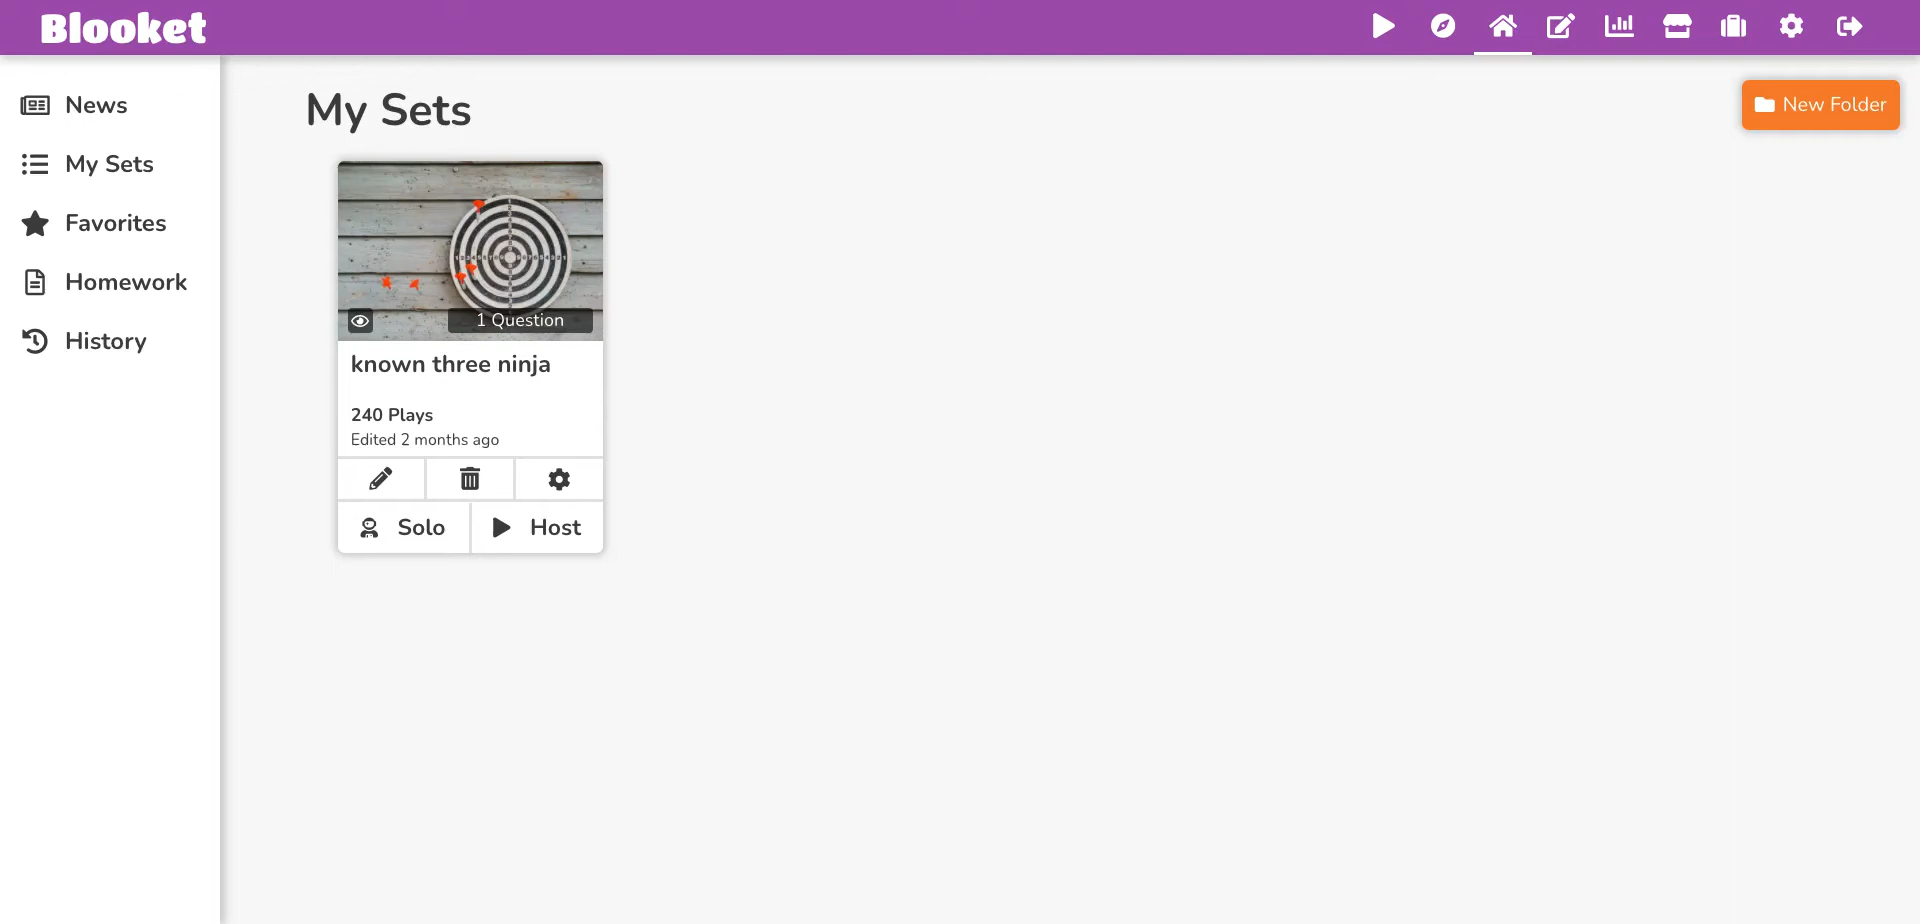 Blooket
News
My Sets
Favorites
Homework
History
My Sets
New Folder
1 Question
known three ninja
240 Plays
Edited 2 months ago
Solo
Host